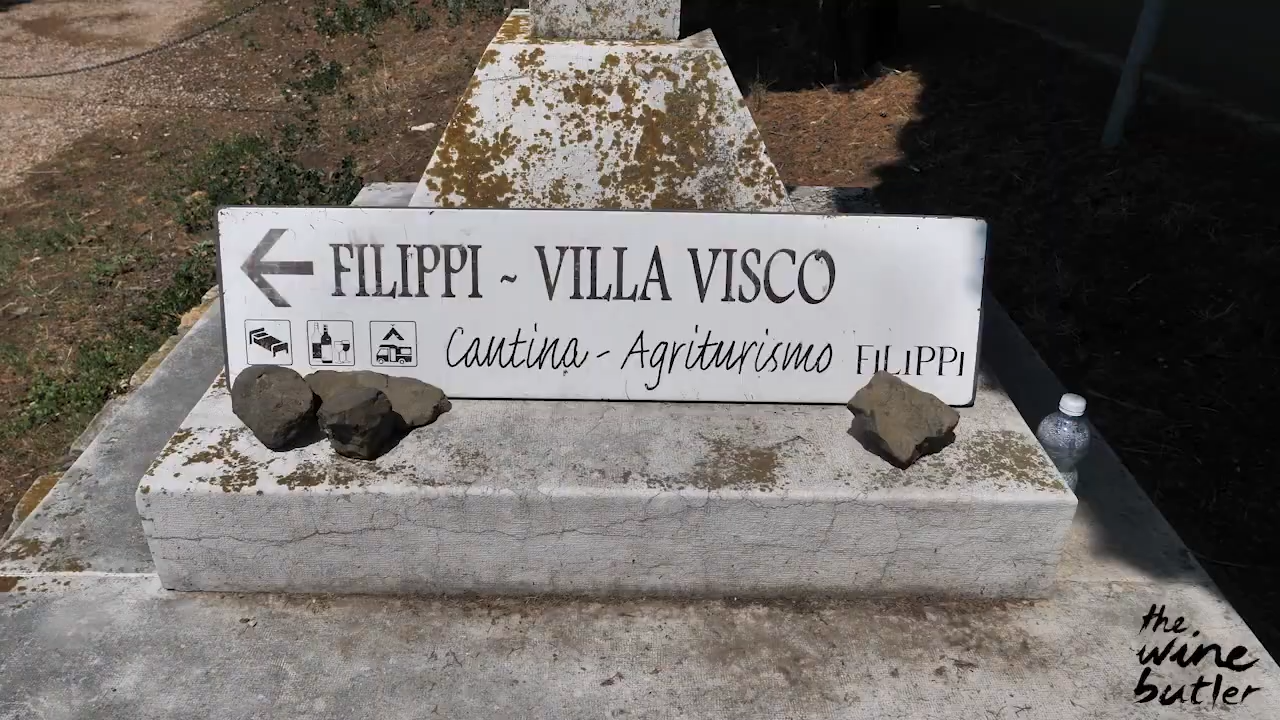 FILIPPI ~ VILLA VISCO
Cantina - Agriturismo FiLiPPi
the
wine
butler